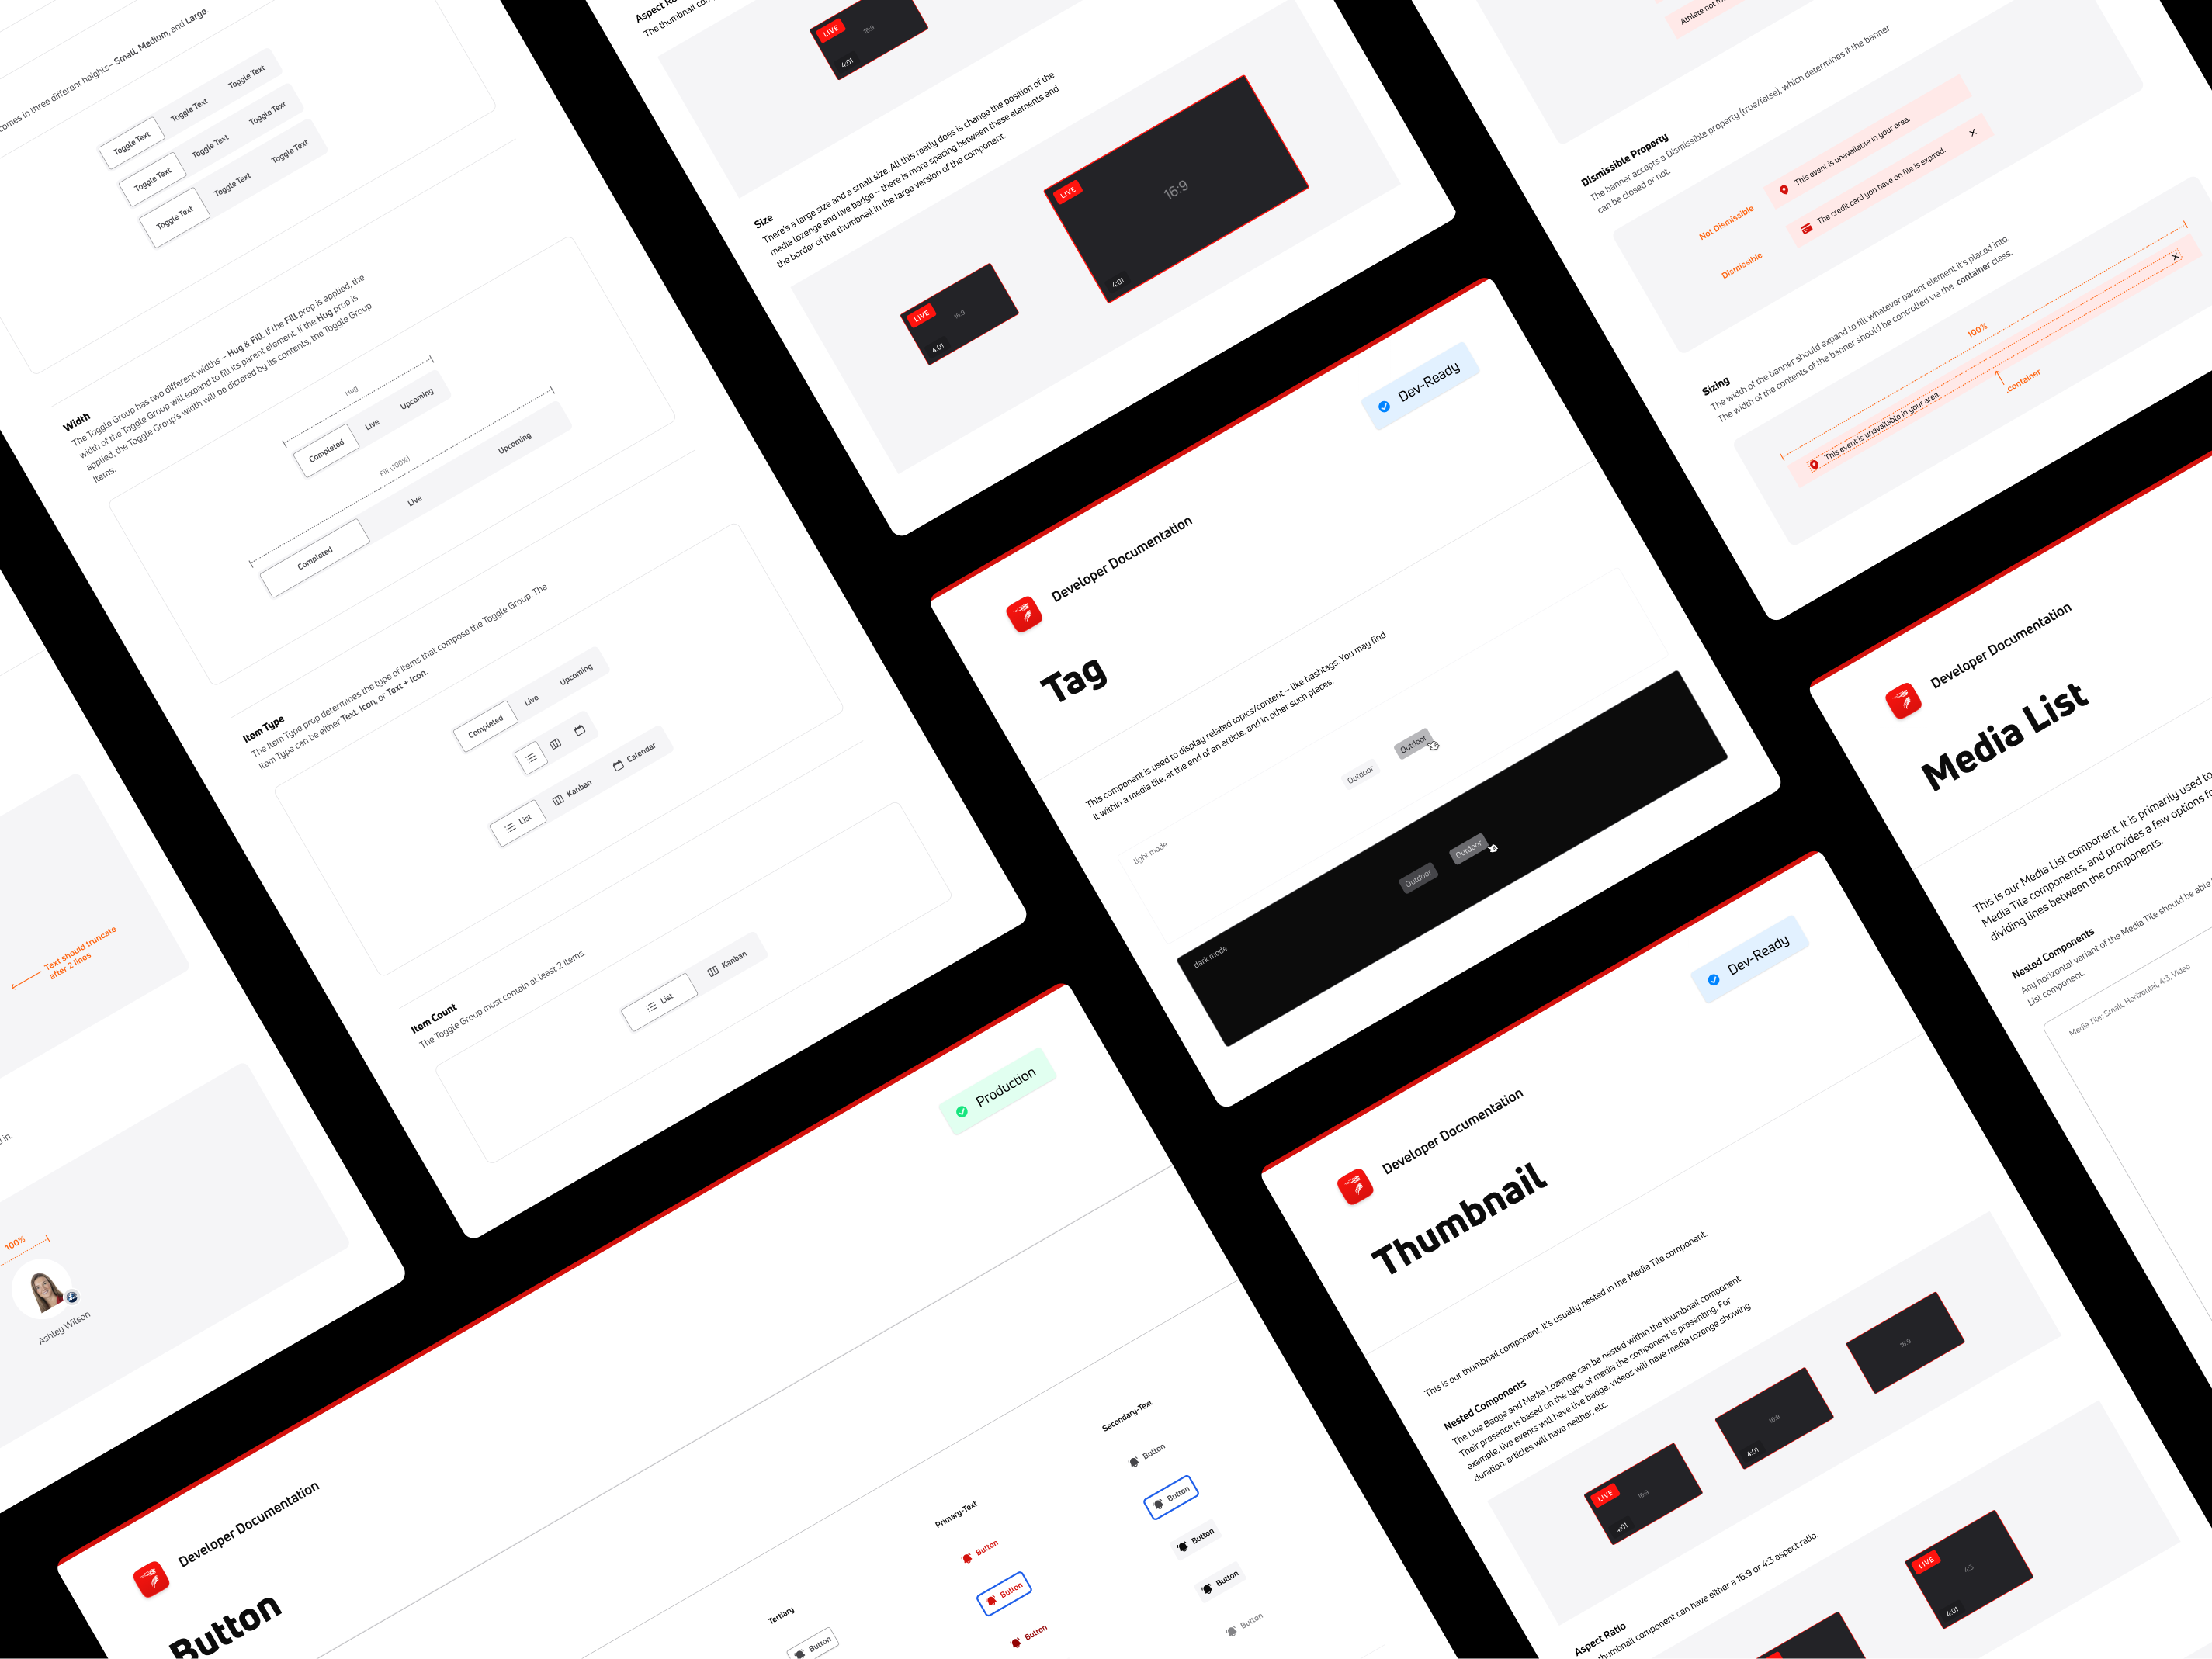 comes in three different heights– Small, Medium, and Large.
Toggle Text
Toggle Text
Toggle Text
Toggle Text
Toggle Text
Toggle Text
Toggle Text
Toggle Text
Toggle Text
Width
The Toggle Group has two different widths – Hug & Fill. If the Fill prop is applied, the
width of the Toggle Group will expand to fill its parent element. If the Hug prop is
applied, the Toggle Group's width will be dictated by its contents, the Toggle Group
Items.
Hug
Completed
Live
Upcoming
Fill (100%)
Completed
Live
Upcoming
Item Type
The Item Type prop determines the type of items that compose the Toggle Group. The
Item Type can be either Text, Icon, or Text + Icon.
Completed
Live
Upcoming
List
Kanban
Calendar
Item Count
The Toggle Group must contain at least 2 items.
List
Kanban
Text should truncate
after 2 lines
in.
100%
Ashley Wilson
The thumbnail
LIVE
16:9
4:01
Size
There's a large size and a small size. All this really does is change the position of the
media lozenge and live badge – there is more spacing between these elements and
the border of the thumbnail in the large version of the component.
LIVE
16:9
4:01
LIVE
16:9
4:01
Dev-Ready
Developer Documentation
Tag
This component is used to display related topics/content – like hashtags. You may find
it within a media tile, at the end of an article, and in other such places.
light mode
Outdoor
Outdoor
dark mode
Outdoor
Outdoor
Athlete not
Dismissible Property
The banner accepts a Dismissible property (true/false), which determines if the banner
can be closed or not.
Not Dismissible
This event is unavailable in your area.
Dismissible
The credit card you have on file is expired.
Sizing
The width of the banner should expand to fill whatever parent element it's placed into.
The width of the contents of the banner should be controlled via the .container class.
100%
This event is unavailable in your area.
.container
Developer Documentation
Media List
This is our Media List component. It is primarily used to
Media Tile components, and provides a few options
dividing lines between the components.
Nested Components
Any horizontal variant of the Media Tile should be able
List component.
Media Tile: Small, Horizontal, 4:3, Video
Dev-Ready
Developer Documentation
Thumbnail
This is our thumbnail component, it's usually nested in the Media Tile component.
Nested Components
The Live Badge and Media Lozenge can be nested within the thumbnail component.
Their presence is based on the type of media the component is presenting. For
example, live events will have live badge, videos will have media lozenge showing
duration, articles will have neither, etc.
LIVE
16:9
4:01
16:9
4:01
16:9
Aspect Ratio
thumbnail component can have either a 16:9 or 4:3 aspect ratio.
LIVE
4:3
4:01
Production
Developer Documentation
Button
Tertiary
Button
Primary-Text
Button
Button
Button
Secondary-Text
Button
Button
Button
Button
Button